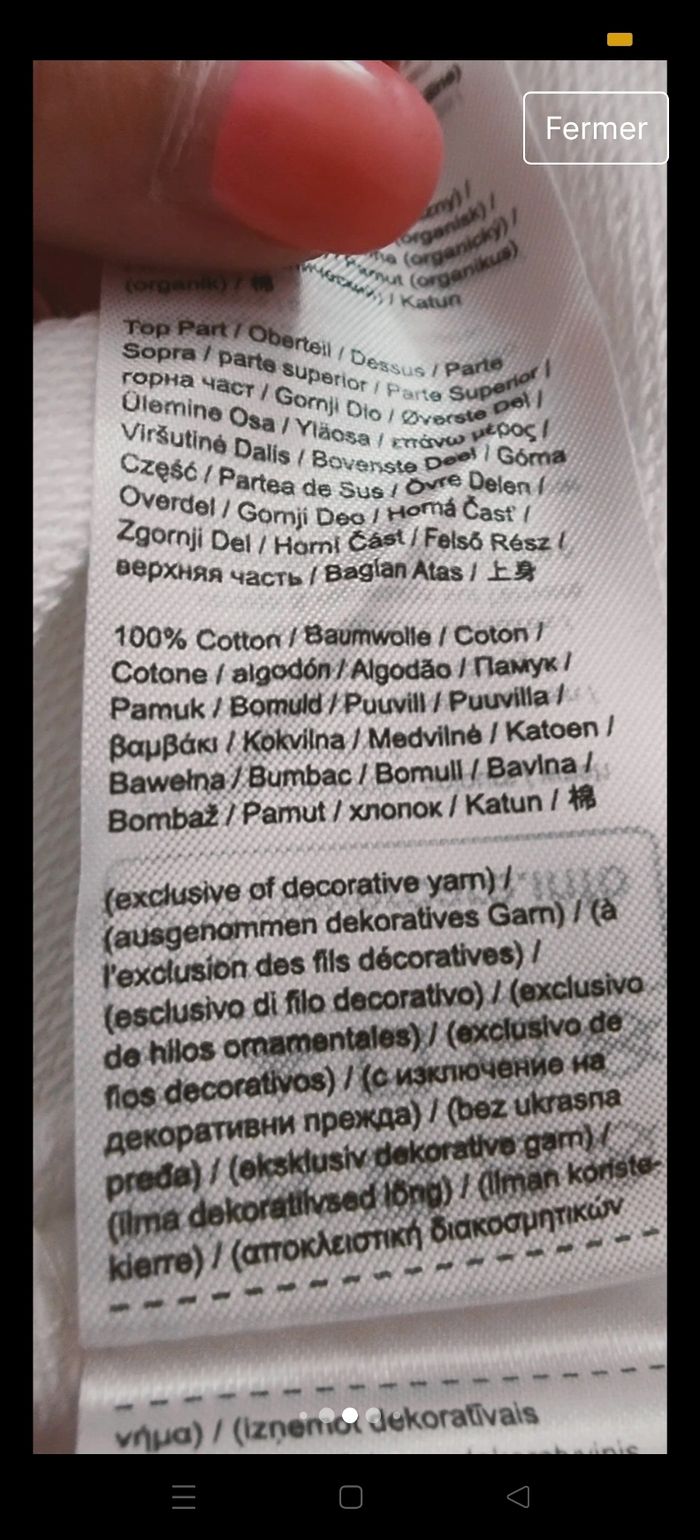 Fermer
(organisk) /
(organický) /
(organikus)
(organik) / 棉
/ Katun
Top Part / Oberteil / Dessus / Parte
Sopra / parte superior / Parte Superior /
горна част / Gornji Dio / Øverste Del /
Ülemine Osa / Yläosa / επάνω μέρος /
Viršutinė Dalis / Bovenste Deel / Górna
Część / Partea de Sus / Övre Delen /
Overdel / Gornji Deo / Horná Časť /
Zgornji Del / Horní Část / Felső Rész /
верхняя часть / Bagian Atas / 上身
100% Cotton / Baumwolle / Coton /
Cotone / algodón / Algodão / Памук /
Pamuk / Bomuld / Puuvill / Puuvilla /
βαμβάκι / Kokvilna / Medvilnė / Katoen /
Bawełna / Bumbac / Bomull / Bavlna /
Bombaž / Pamut / хлопок / Katun / 棉
(exclusive of decorative yarn) /
(ausgenommen dekoratives Garn) / (à
l'exclusion des fils décoratives) /
(esclusivo di filo decorativo) / (exclusivo
de hilos ornamentales) / (exclusivo de
fios decorativos) / (с изключение на
декоративни прежда) / (bez ukrasna
pređa) / (eksklusiv dekorative garn) /
(ilma dekoratiivsed lõng) / (ilman koriste-
kierre) / (αποκλειστική διακοσμητικών
νήμα) / (izņemot dekoratīvais